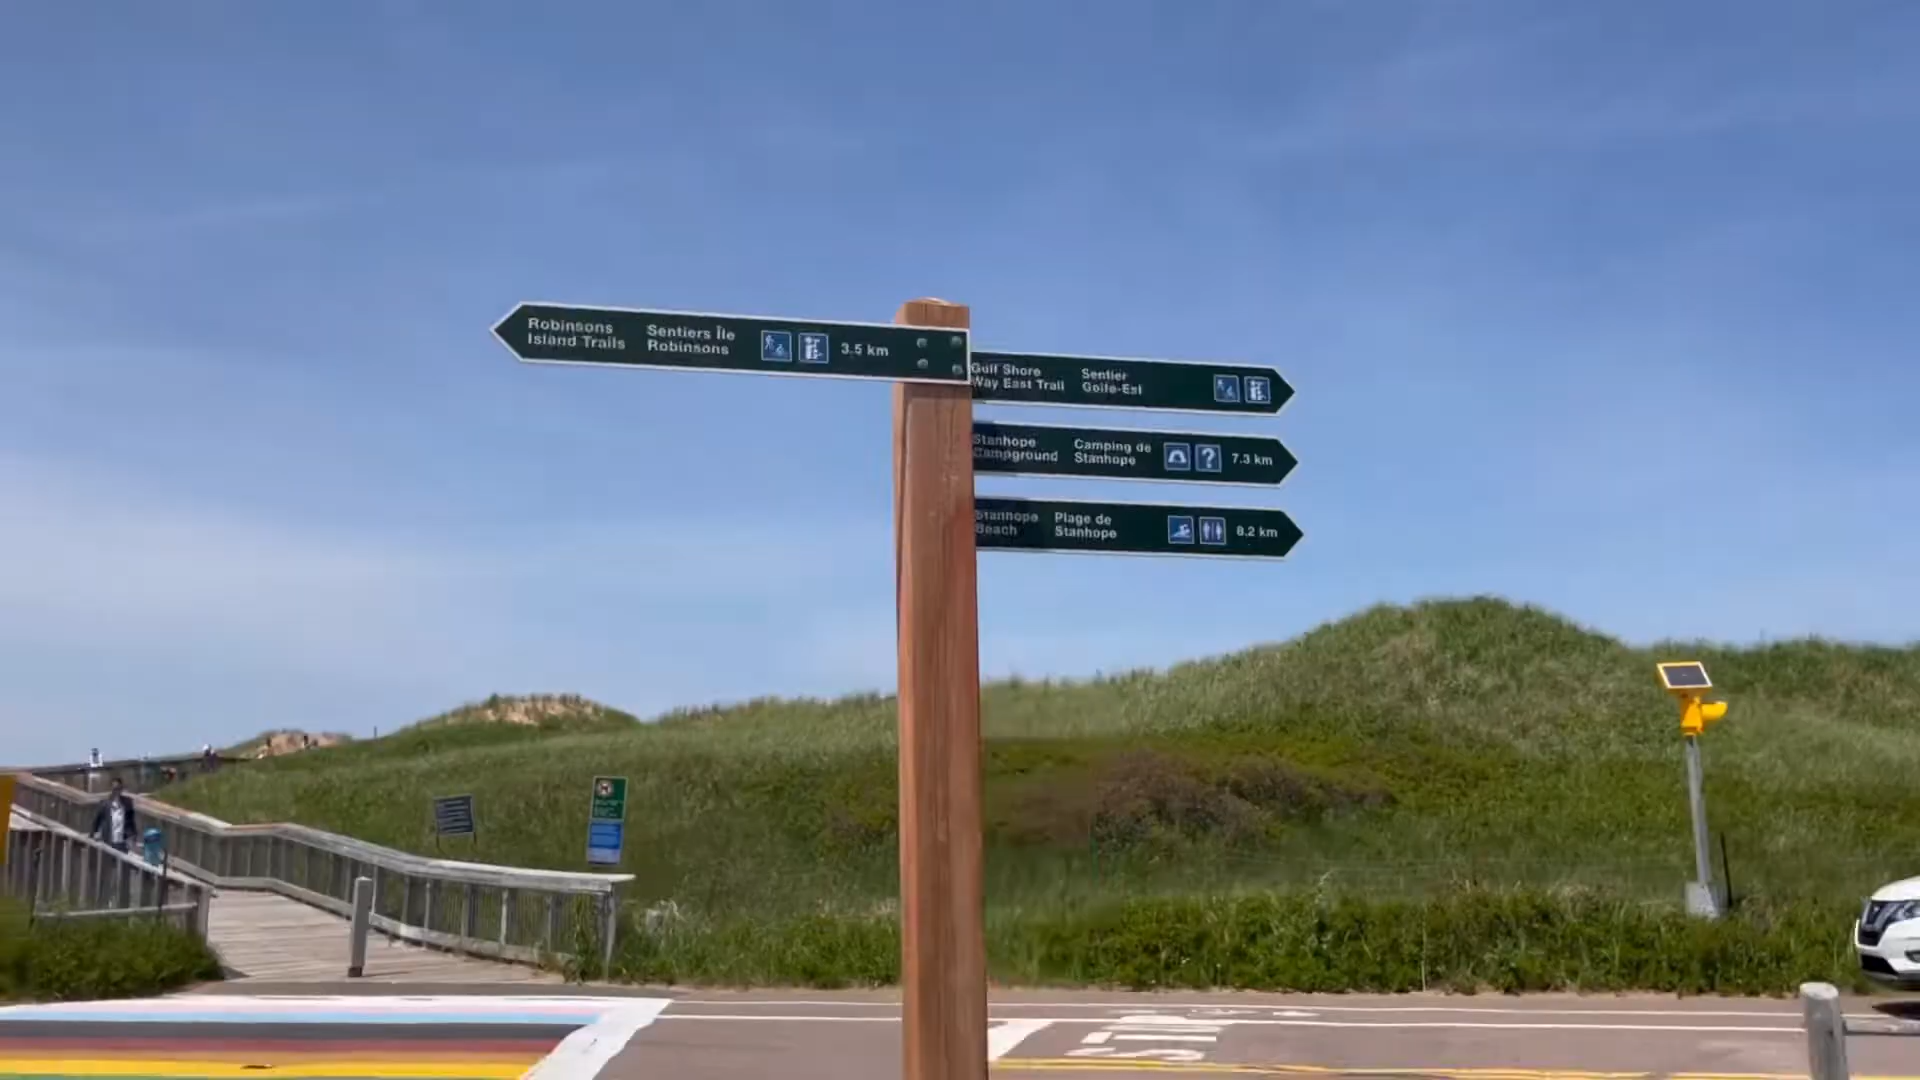 Robinsons
Island Trails
Sentiers Île
Robinsons
3.5 km
Gulf Shore
Way East Trail
Sentier
Golfe-Est
Stanhope
Campground
Camping de
Stanhope
?
7.3 km
Stanhope
Beach
Plage de
Stanhope
8.2 km